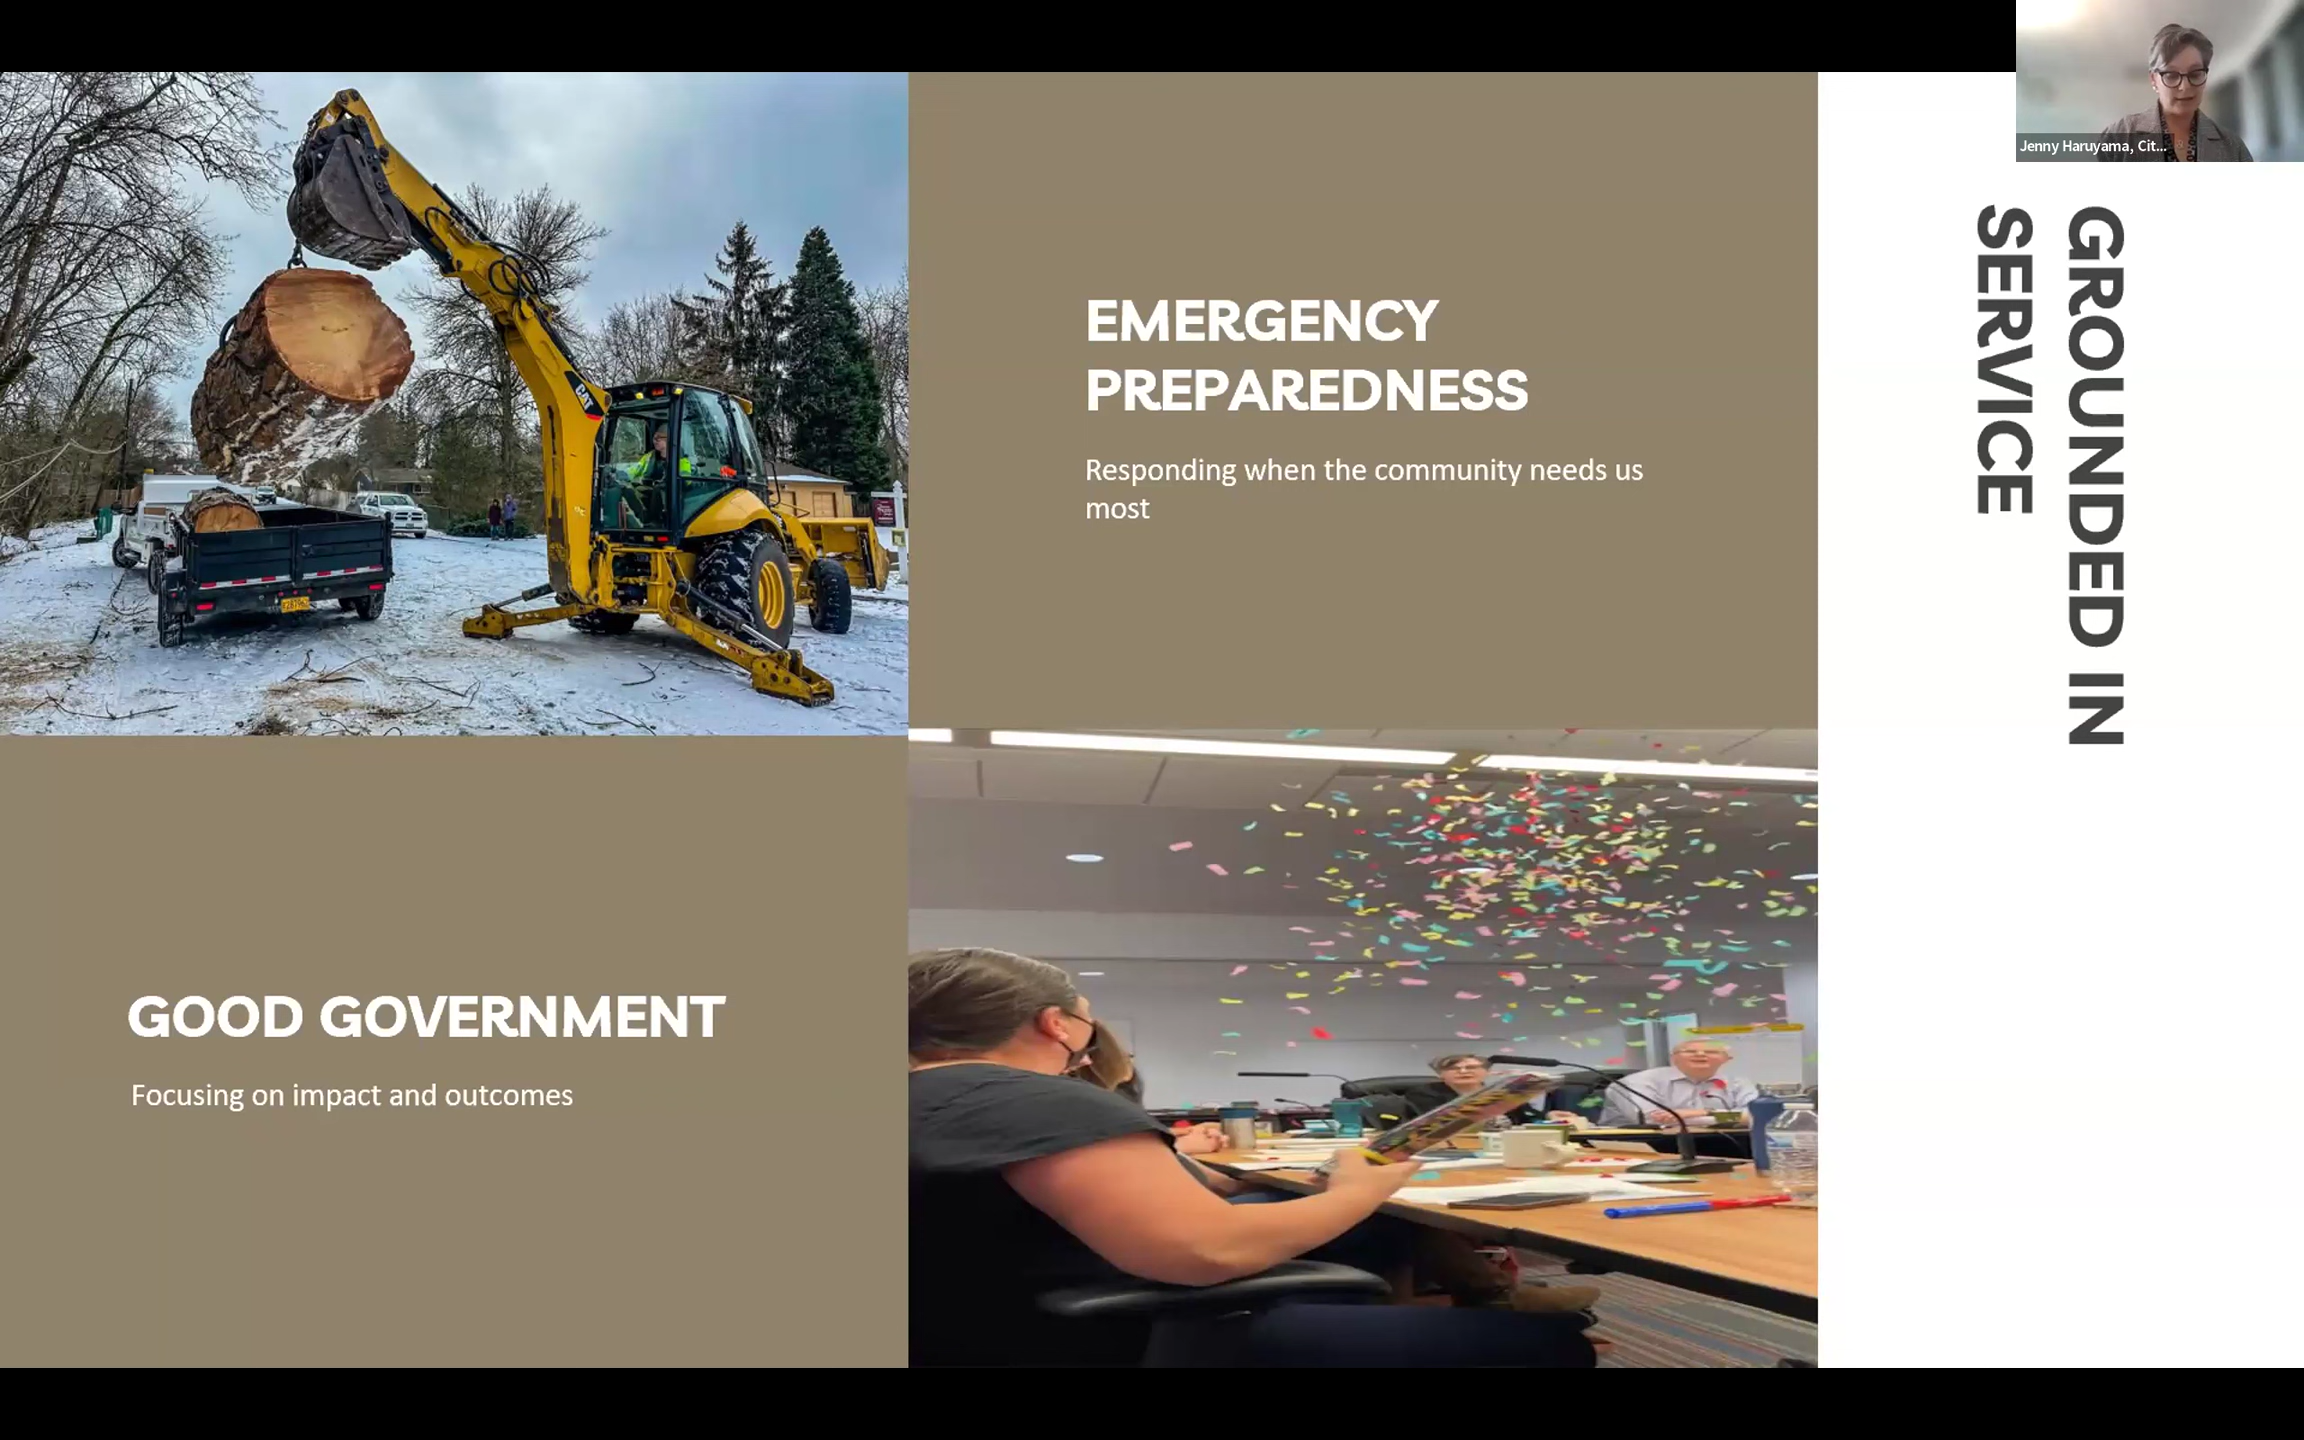 Jenny Haruyama, Cit...
GROUNDED IN
SERVICE
CAT
EMERGENCY
PREPAREDNESS
Responding when the community needs us
most
GOOD GOVERNMENT
Focusing on impact and outcomes